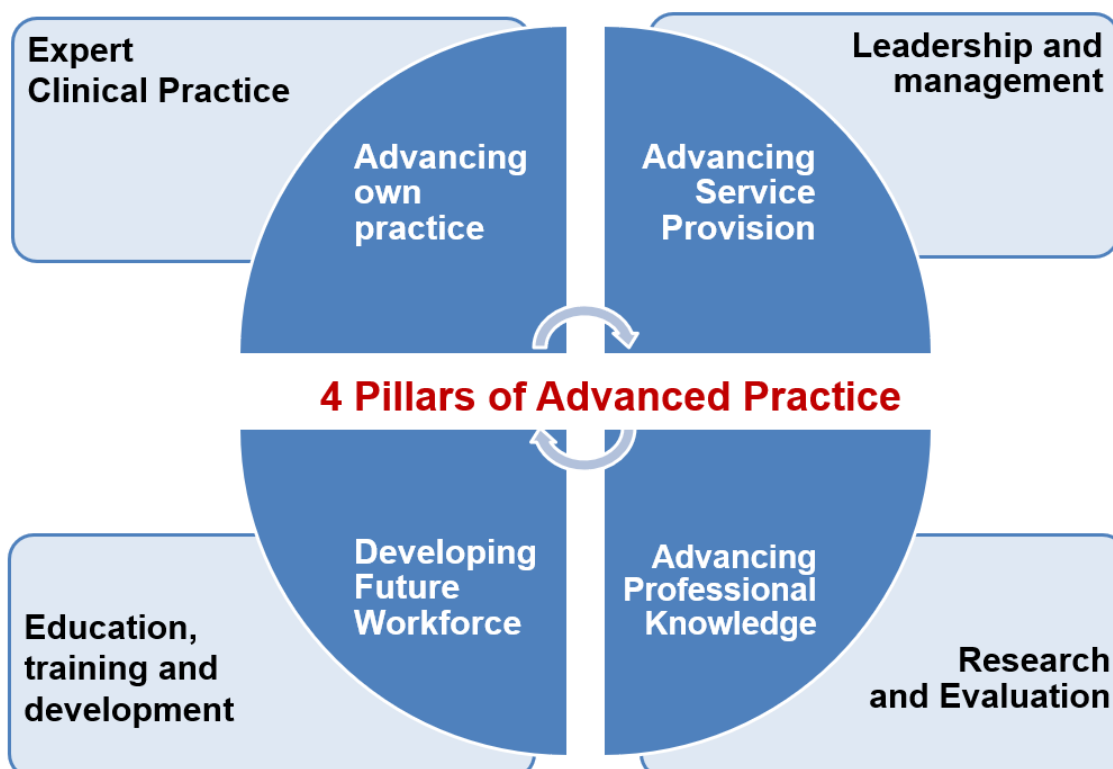 Expert
Clinical Practice
Leadership and
management
Advancing
own
practice
Advancing
Service
Provision
4 Pillars of Advanced Practice
Developing
Future
Workforce
Advancing
Professional
Knowledge
Education,
training and
development
Research
and Evaluation